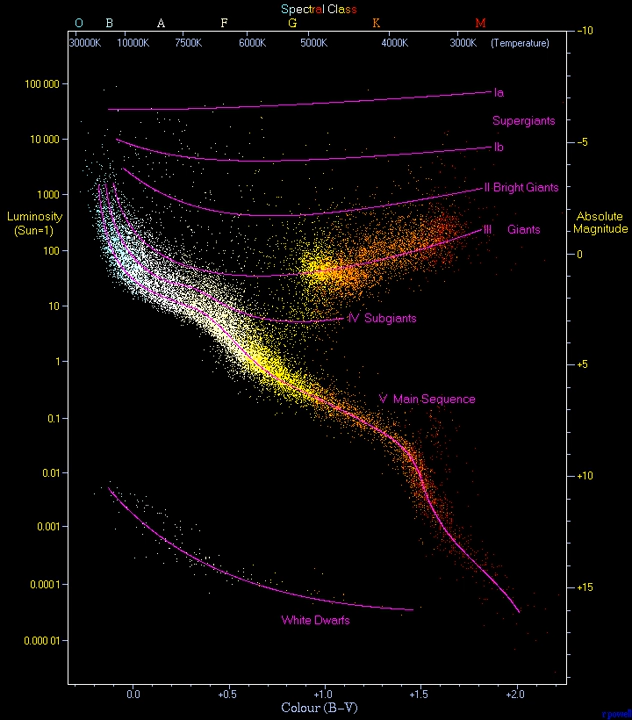 Spectral Class
O B A F G K M
30000K 10000K 7500K 6000K 5000K 4000K 3000K (Temperature)
-10
100 000
Ia
Supergiants
10 000
-5
Ib
1000
II Bright Giants
Luminosity
(Sun=1)
Absolute
Magnitude
III Giants
100
0
10
IV Subgiants
1
+5
V Main Sequence
0.1
0.01
+10
0.001
0.0001
+15
White Dwarfs
0.000 01
0.0 +0.5 +1.0 +1.5 +2.0
Colour (B-V)
r powell